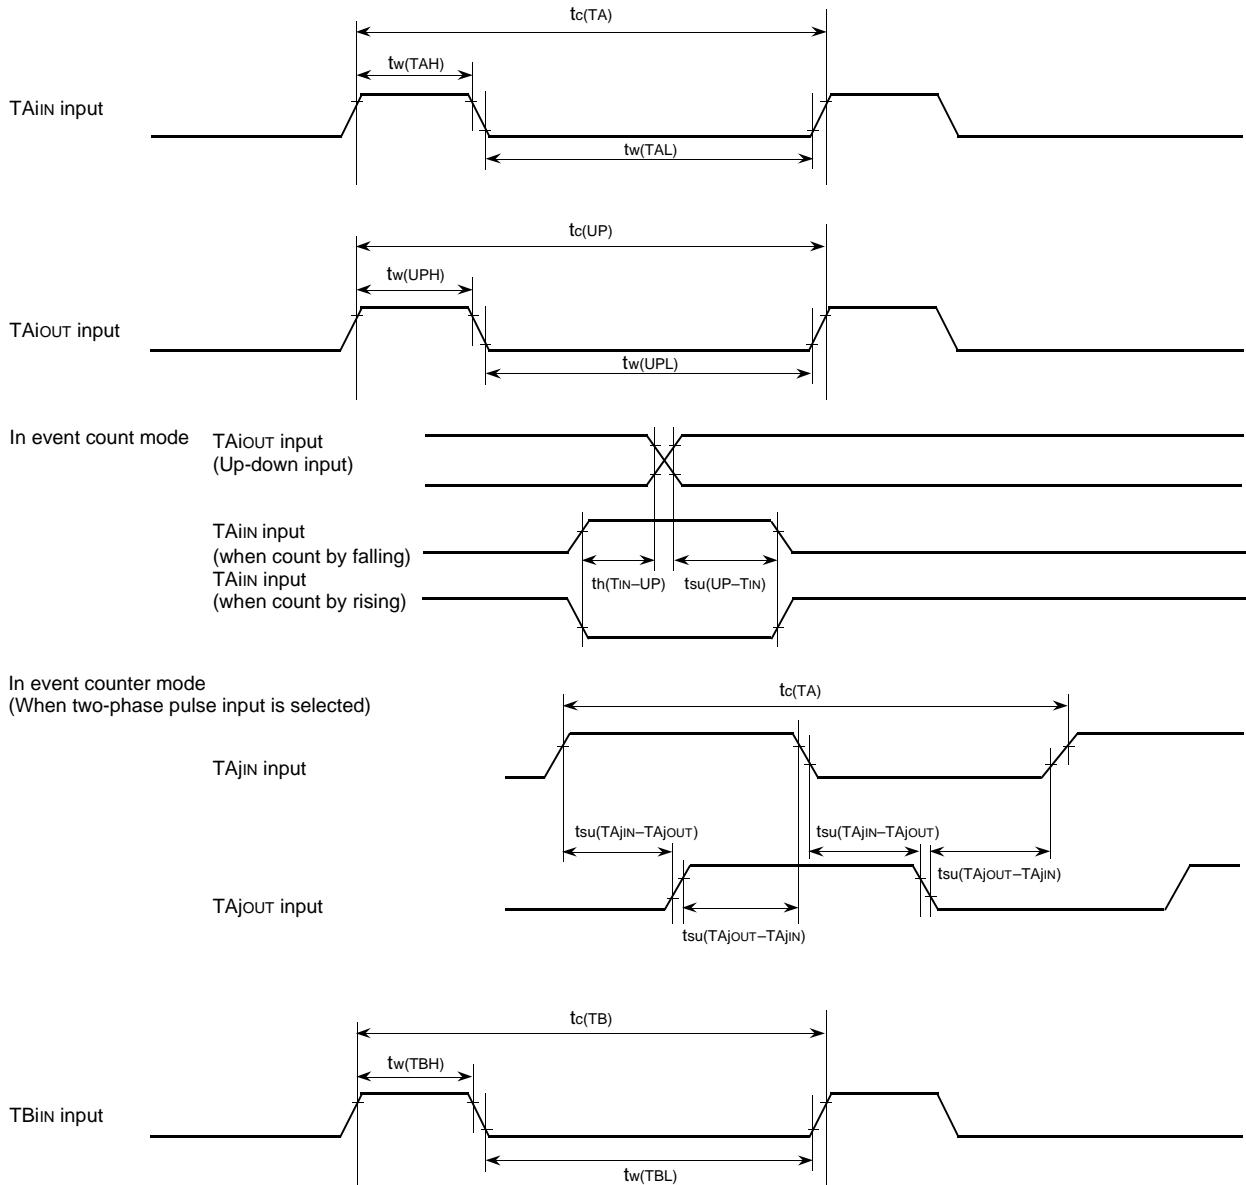 tc(TA)
tw(TAH)
TAiIN input
tw(TAL)
tc(UP)
tw(UPH)
TAiOUT input
tw(UPL)
In event count mode
TAiOUT input
(Up-down input)
TAiIN input
(when count by falling)
TAiIN input
(when count by rising)
th(TIN–UP)
tsu(UP–TIN)
In event counter mode
(When two-phase pulse input is selected)
tc(TA)
TAjIN input
tsu(TAjIN–TAjOUT)
tsu(TAjIN–TAjOUT)
tsu(TAjOUT–TAjIN)
TAjOUT input
tsu(TAjOUT–TAjIN)
tc(TB)
tw(TBH)
TBiIN input
tw(TBL)